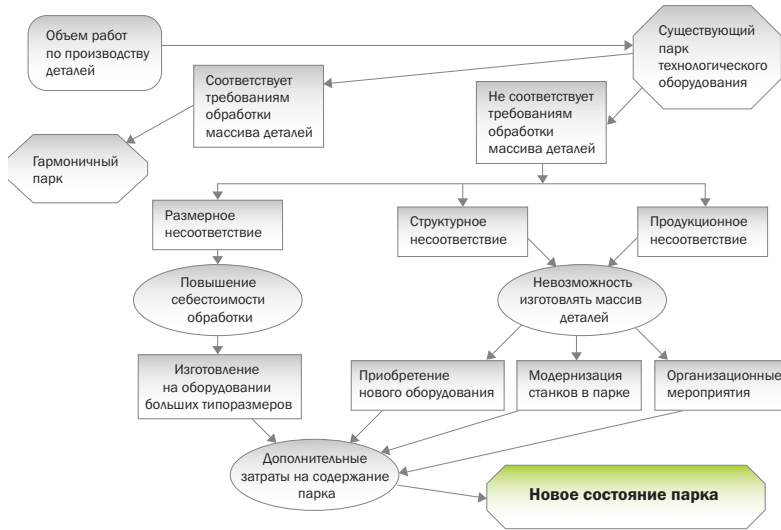 Объем работ
по производству
деталей
Существующий
парк
технологического
оборудования
Соответствует
требованиям
обработки
массива деталей
Не соответствует
требованиям
обработки
массива деталей
Гармоничный
парк
Размерное
несоответствие
Структурное
несоответствие
Продукционное
несоответствие
Повышение
себестоимости
обработки
Невозможность
изготовлять массив
деталей
Изготовление
на оборудовании
больших типоразмеров
Приобретение
нового оборудования
Модернизация
станков в парке
Организационные
мероприятия
Дополнительные
затраты на содержание
парка
Новое состояние парка